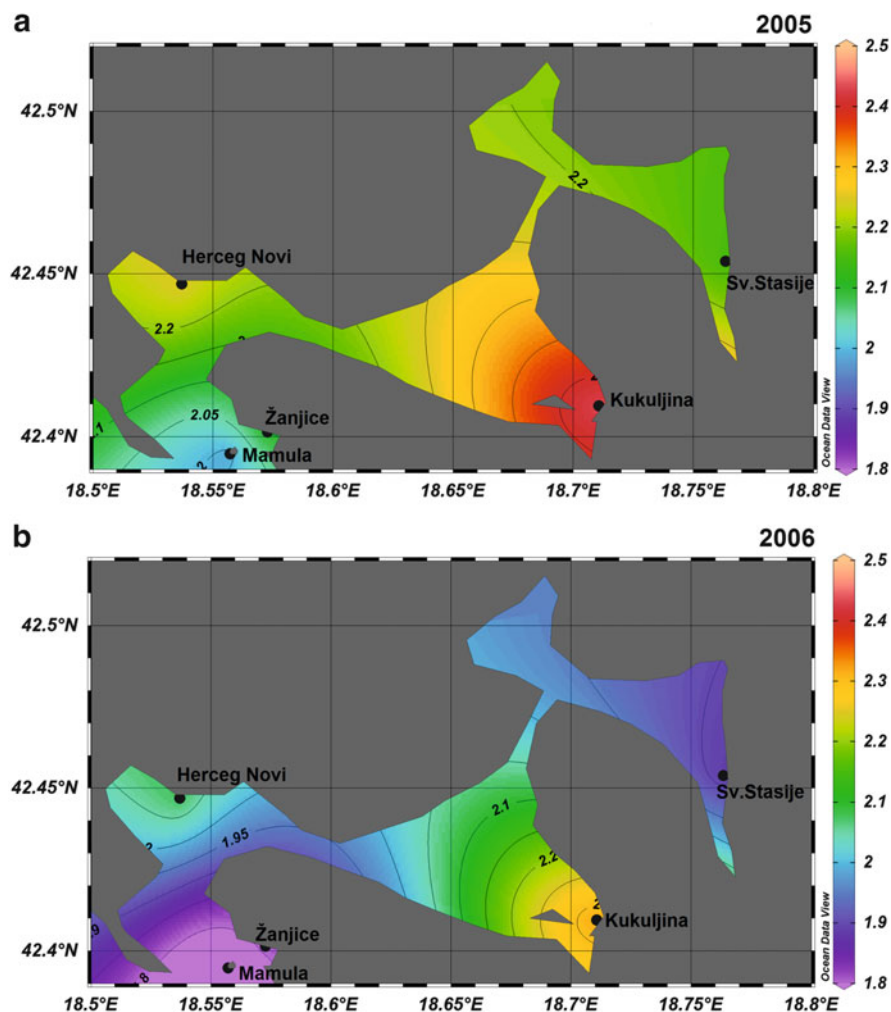 a
2005
42.5°N
42.45°N
42.4°N
18.5°E
18.55°E
18.6°E
18.65°E
18.7°E
18.75°E
18.8°E
Herceg Novi
2.2
2.2
Sv.Stasije
2.05
Žanjice
Mamula
2
Kukuljina
2.5
2.4
2.3
2.2
2.1
2
1.9
1.8
Ocean Data View
b
2006
42.5°N
42.45°N
42.4°N
18.5°E
18.55°E
18.6°E
18.65°E
18.7°E
18.75°E
18.8°E
Herceg Novi
2.1
1.95
2.2
Sv.Stasije
Žanjice
Mamula
Kukuljina
2.5
2.4
2.3
2.2
2.1
2
1.9
1.8
Ocean Data View